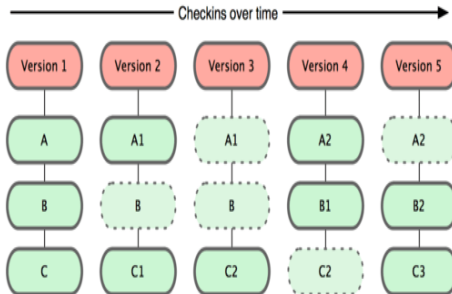 Checkins over time
Version 1 Version 2 Version 3 Version 4 Version 5
A A1 A1 A2 A2
B B B B1 B2
C C1 C2 C2 C3